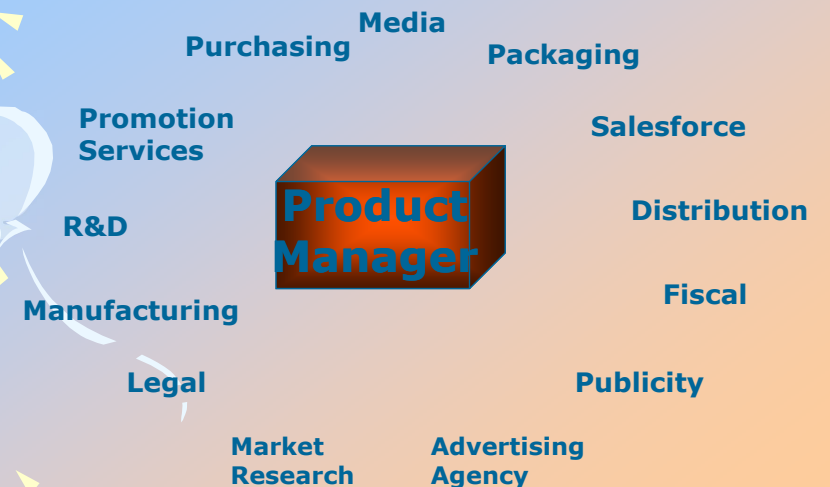 Media
Purchasing
Packaging
Promotion
Services
Salesforce
Product
Manager
R&D
Distribution
Manufacturing
Fiscal
Legal
Publicity
Market
Research
Advertising
Agency